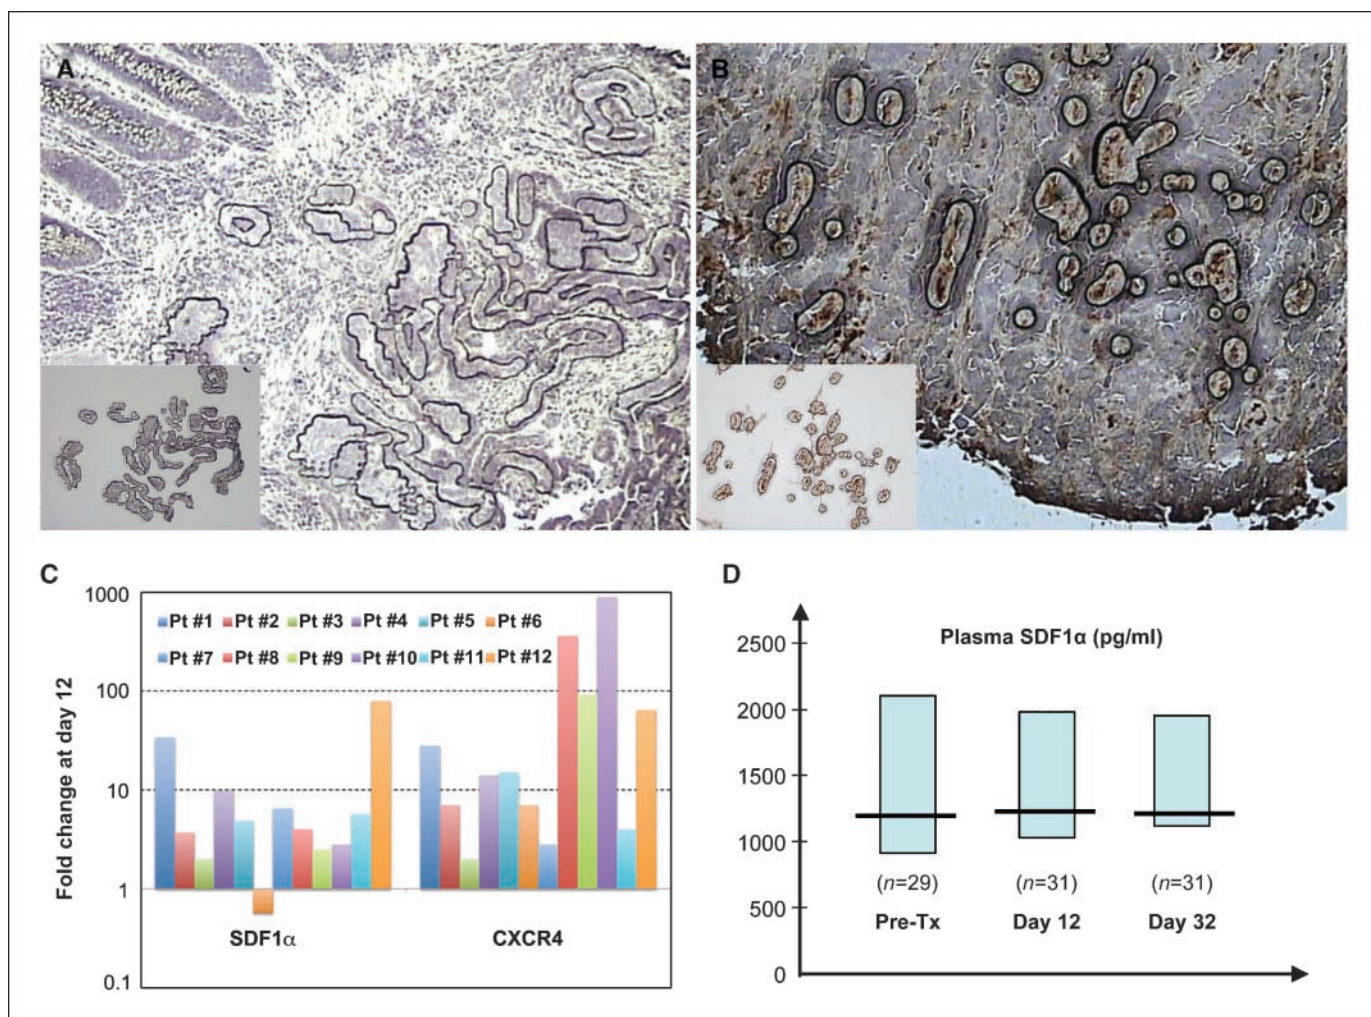 A
B
C
1000
100
10
1
0.1
Fold change at day 12
Pt #1 Pt #2 Pt #3 Pt #4 Pt #5 Pt #6
Pt #7 Pt #8 Pt #9 Pt #10 Pt #11 Pt #12
SDF1α CXCR4
D
Plasma SDF1α (pg/ml)
2500
2000
1500
1000
500
0
(n=29) (n=31) (n=31)
Pre-Tx Day 12 Day 32